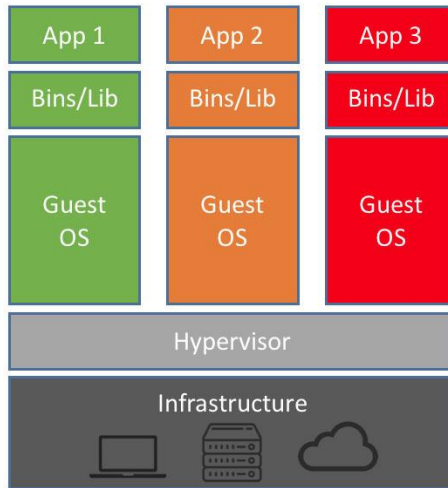 App 1
App 2
App 3
Bins/Lib
Bins/Lib
Bins/Lib
Guest
OS
Guest
OS
Guest
OS
Hypervisor
Infrastructure